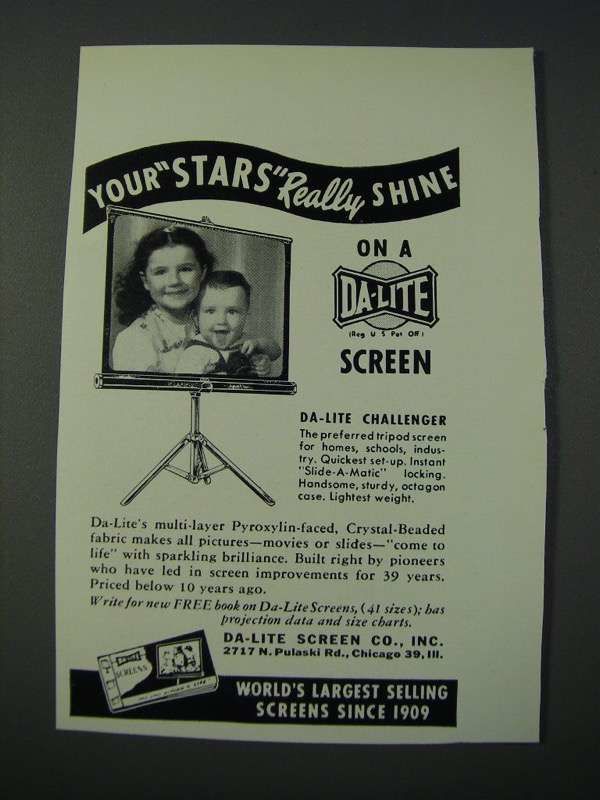 YOUR "STARS" Really SHINE
ON A
DA-LITE
(Reg U S Pat Off)
SCREEN
DA-LITE CHALLENGER
The preferred tripod screen
for homes, schools, indus-
try. Quickest set-up. Instant
"Slide-A-Matic" locking.
Handsome, sturdy, octagon
case. Lightest weight.
Da-Lite's multi-layer Pyroxylin-faced, Crystal-Beaded
fabric makes all pictures—movies or slides—"come to
life" with sparkling brilliance. Built right by pioneers
who have led in screen improvements for 39 years.
Priced below 10 years ago.
Write for new FREE book on Da-Lite Screens, (41 sizes); has
projection data and size charts.
DA-LITE SCREEN CO., INC.
2717 N. Pulaski Rd., Chicago 39, Ill.
SCREENS
WORLD'S LARGEST SELLING
SCREENS SINCE 1909